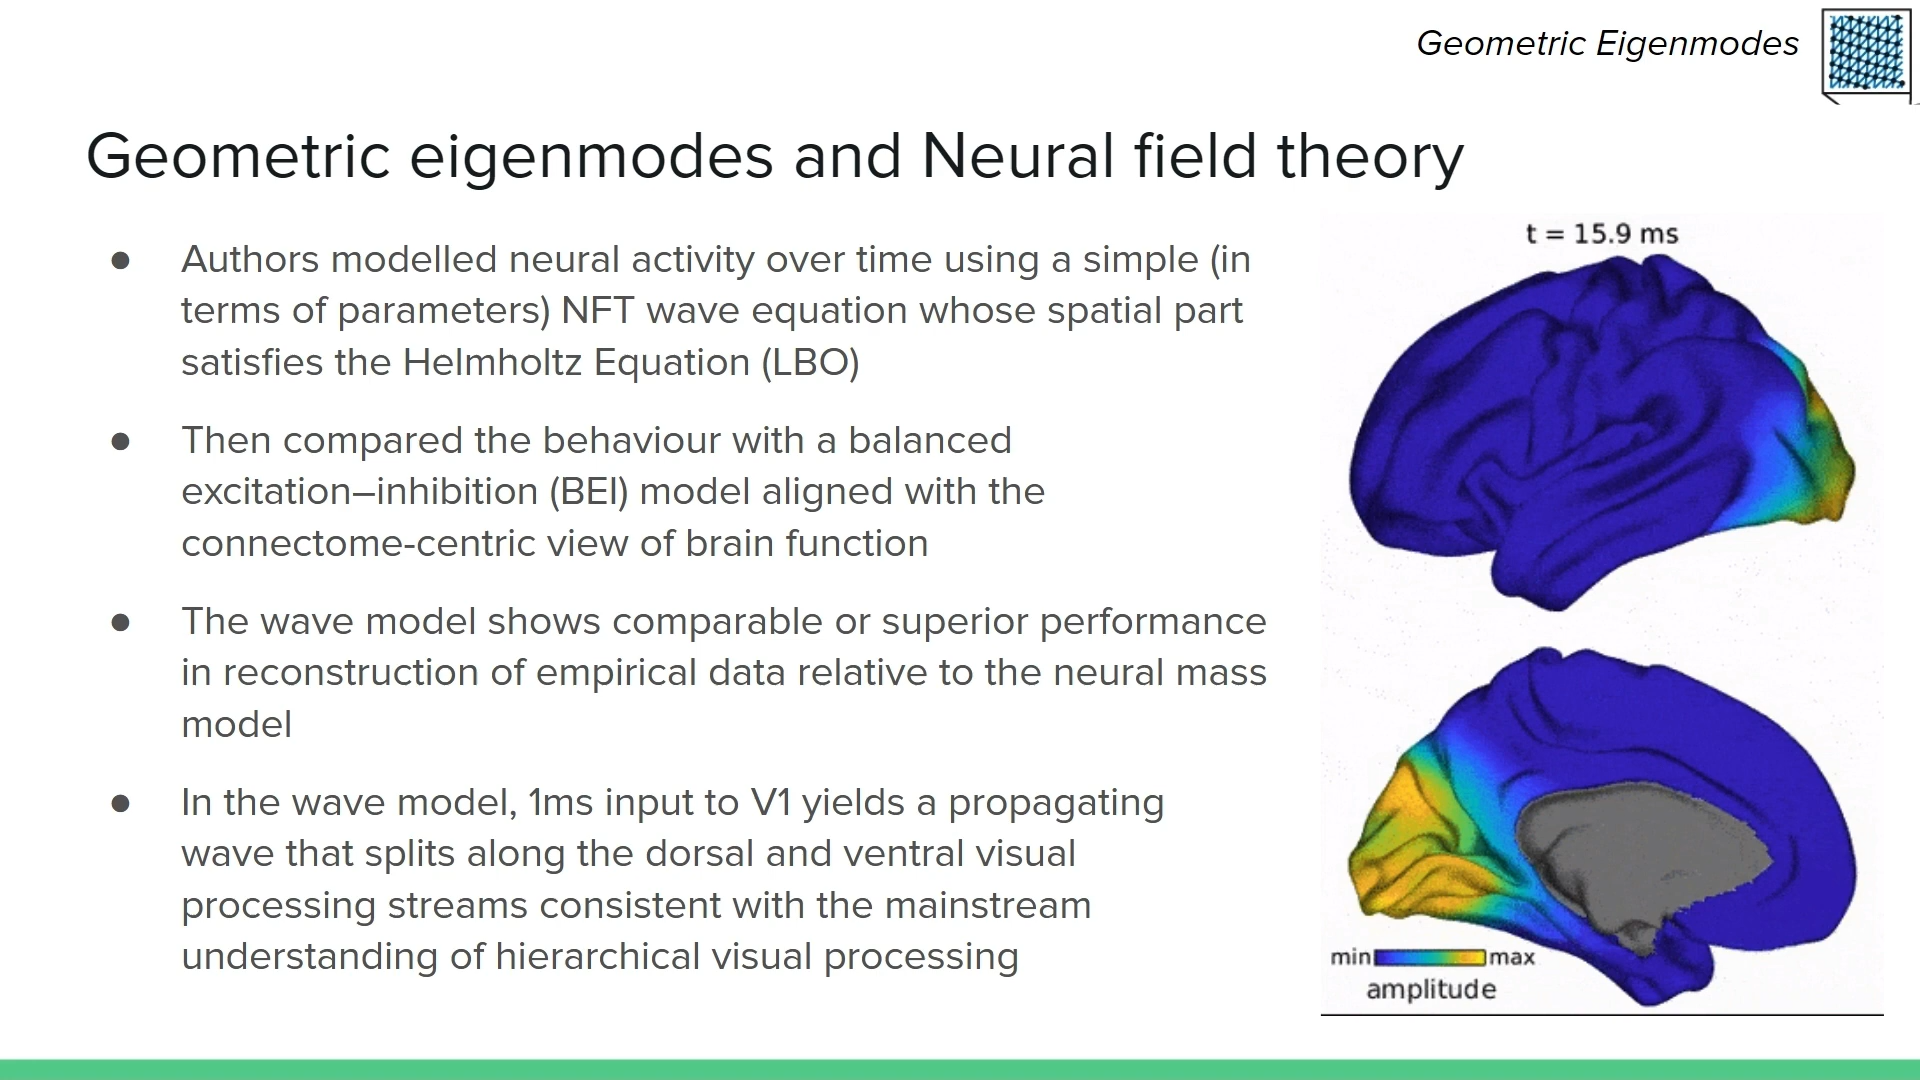 Geometric Eigenmodes
Geometric eigenmodes and Neural field theory
● Authors modelled neural activity over time using a simple (in
terms of parameters) NFT wave equation whose spatial part
satisfies the Helmholtz Equation (LBO)
● Then compared the behaviour with a balanced
excitation–inhibition (BEI) model aligned with the
connectome-centric view of brain function
● The wave model shows comparable or superior performance
in reconstruction of empirical data relative to the neural mass
model
● In the wave model, 1ms input to V1 yields a propagating
wave that splits along the dorsal and ventral visual
processing streams consistent with the mainstream
understanding of hierarchical visual processing
t = 15.9 ms
min max
amplitude